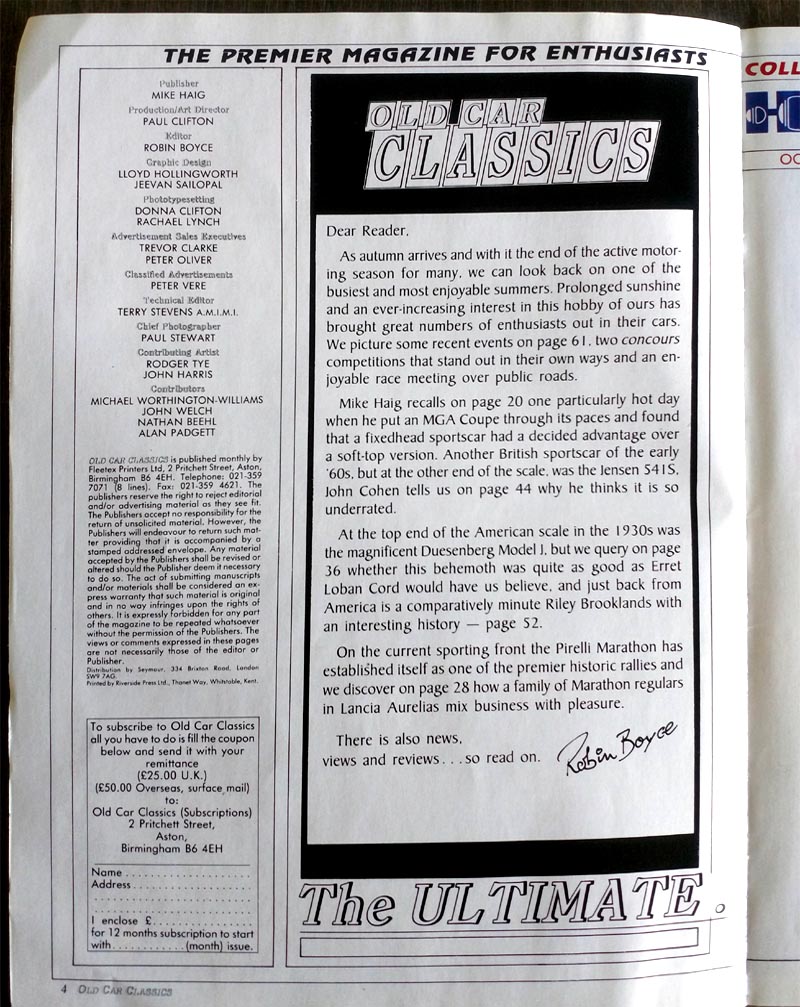 THE PREMIER MAGAZINE FOR ENTHUSIASTS
Publisher
MIKE HAIG
Production/Art Director
PAUL CLIFTON
Editor
ROBIN BOYCE
Graphic Design
LLOYD HOLLINGWORTH
JEEVAN SAILOPAL
Phototypesetting
DONNA CLIFTON
RACHAEL LYNCH
Advertisement Sales Executives
TREVOR CLARKE
PETER OLIVER
Classified Advertisements
PETER VERE
Technical Editor
TERRY STEVENS A.M.I.M.I.
Chief Photographer
PAUL STEWART
Contributing Artist
RODGER TYE
JOHN HARRIS
Contributors
MICHAEL WORTHINGTON-WILLIAMS
JOHN WELCH
NATHAN BEEHL
ALAN PADGETT
OLD CAR CLASSICS is published monthly by
Fleetex Printers Ltd, 2 Pritchett Street, Aston,
Birmingham B6 4EH. Telephone: 021-359
7071 (8 lines). Fax: 021-359 4621. The
publishers reserve the right to reject editorial
and/or advertising material as they see fit.
The Publishers accept no responsibility for the
return of unsolicited material. However, the
Publishers will endeavour to return such mat-
ter providing that it is accompanied by a
stamped addressed envelope. Any material
accepted by the Publishers shall be revised or
altered should the Publisher deem it necessary
to do so. The act of submitting manuscripts
and/or materials shall be considered an ex-
press warranty that such material is original
and in no way infringes upon the rights of
others. It is expressly forbidden for any part
of the magazine to be repeated whatsoever
without the permission of the Publishers. The
views or comments expressed in these pages
are not necessarily those of the editor or
Publisher.
Distribution by Seymour, 334 Brixton Road, London
SW9 7AG.
Printed by Riverside Press Ltd., Thanet Way, Whitstable, Kent.
To subscribe to Old Car Classics
all you have to do is fill the coupon
below and send it with your
remittance
(£25.00 U.K.)
(£50.00 Overseas, surface mail)
to:
Old Car Classics (Subscriptions)
2 Pritchett Street,
Aston,
Birmingham B6 4EH
Name . . . . . . . . . . . . . . . . . . . .
Address . . . . . . . . . . . . . . . . . . .
. . . . . . . . . . . . . . . . . . . . . . . .
. . . . . . . . . . . . . . . . . . . . . . . .
I enclose £. . . . . . . . . . . . . . . .
for 12 months subscription to start
with. . . . . . . . . . . (month) issue.
OLD CAR
CLASSICS
Dear Reader,
As autumn arrives and with it the end of the active motor-
ing season for many, we can look back on one of the
busiest and most enjoyable summers. Prolonged sunshine
and an ever-increasing interest in this hobby of ours has
brought great numbers of enthusiasts out in their cars.
We picture some recent events on page 61, two concours
competitions that stand out in their own ways and an en-
joyable race meeting over public roads.
Mike Haig recalls on page 20 one particularly hot day
when he put an MGA Coupe through its paces and found
that a fixedhead sportscar had a decided advantage over
a soft-top version. Another British sportscar of the early
'60s, but at the other end of the scale, was the Jensen 541S.
John Cohen tells us on page 44 why he thinks it is so
underrated.
At the top end of the American scale in the 1930s was
the magnificent Duesenberg Model J, but we query on page
36 whether this behemoth was quite as good as Erret
Loban Cord would have us believe, and just back from
America is a comparatively minute Riley Brooklands with
an interesting history — page 52.
On the current sporting front the Pirelli Marathon has
established itself as one of the premier historic rallies and
we discover on page 28 how a family of Marathon regulars
in Lancia Aurelias mix business with pleasure.
There is also news,
views and reviews . . . so read on.
Robin Boyce
The ULTIMATE
4 OLD CAR CLASSICS
COLL
OC